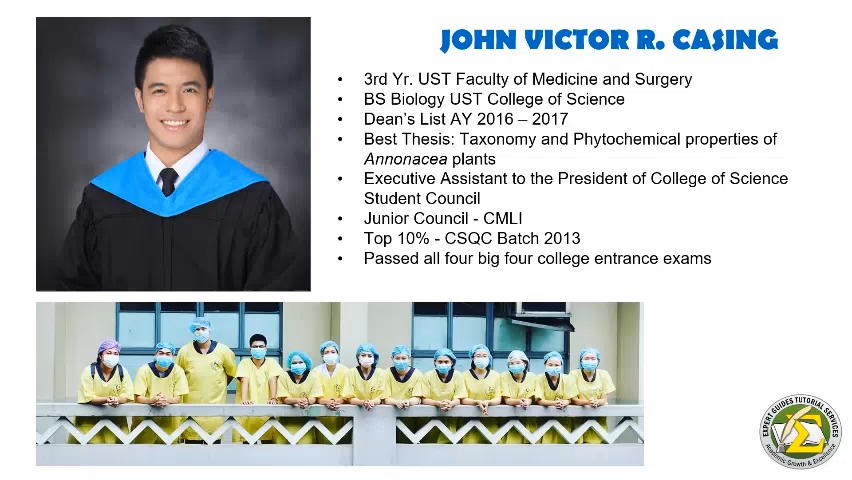 JOHN VICTOR R. CASING
• 3rd Yr. UST Faculty of Medicine and Surgery
• BS Biology UST College of Science
• Dean's List AY 2016 – 2017
• Best Thesis: Taxonomy and Phytochemical properties of
Annonacea plants
• Executive Assistant to the President of College of Science
Student Council
• Junior Council - CMLI
• Top 10% - CSQC Batch 2013
• Passed all four big four college entrance exams
EXPERT GUIDES TUTORIAL SERVICES
Academic Growth & Excellence